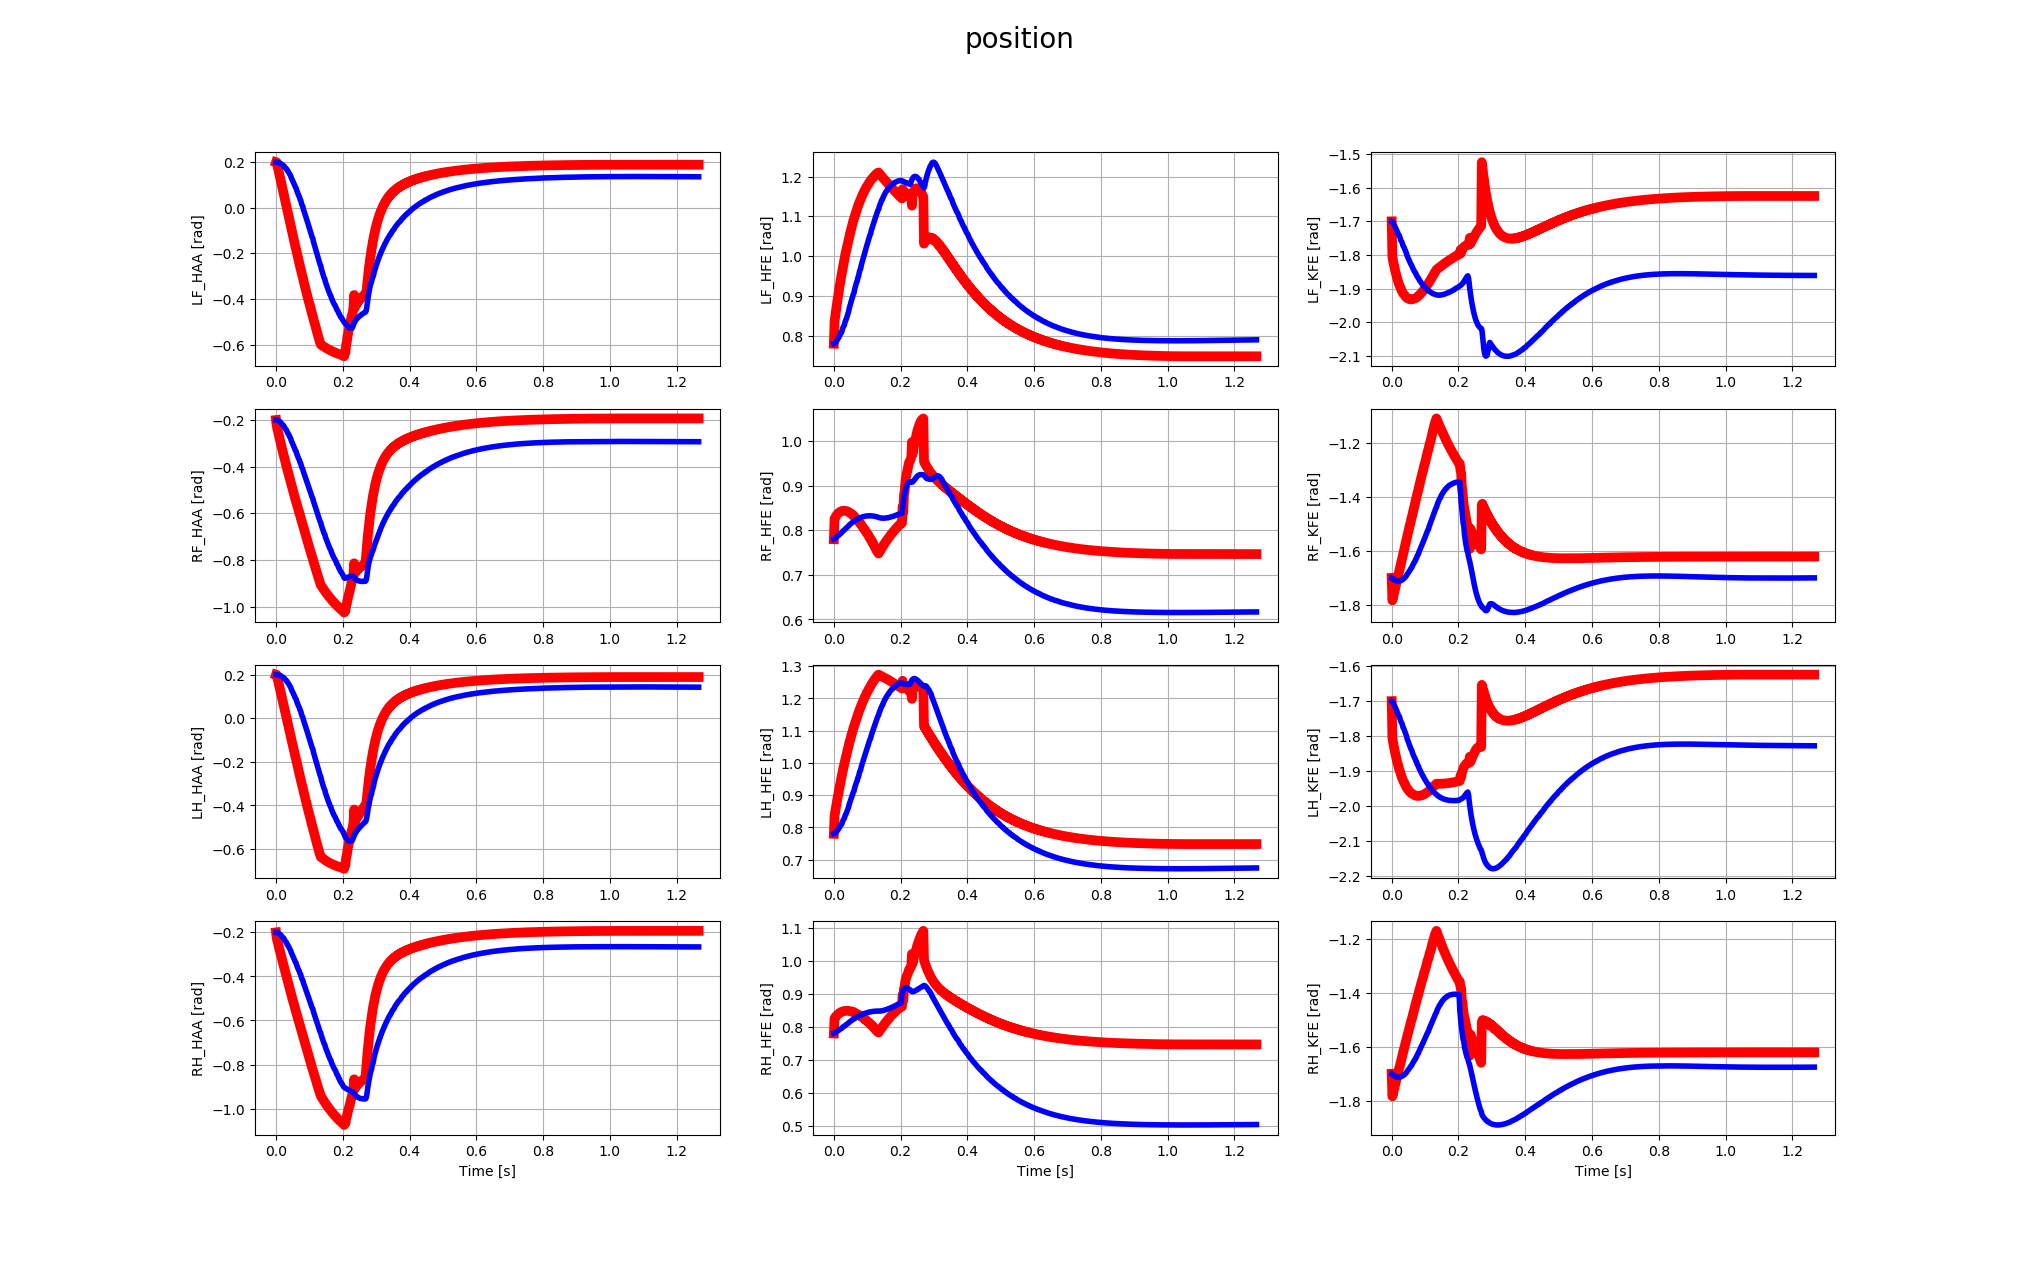 position
LF_HAA [rad]
0.2
0.0
−0.2
−0.4
−0.6
0.0 0.2 0.4 0.6 0.8 1.0 1.2
LF_HFE [rad]
1.2
1.1
1.0
0.9
0.8
0.0 0.2 0.4 0.6 0.8 1.0 1.2
LF_KFE [rad]
−1.5
−1.6
−1.7
−1.8
−1.9
−2.0
−2.1
0.0 0.2 0.4 0.6 0.8 1.0 1.2
RF_HAA [rad]
−0.2
−0.4
−0.6
−0.8
−1.0
0.0 0.2 0.4 0.6 0.8 1.0 1.2
RF_HFE [rad]
1.0
0.9
0.8
0.7
0.6
0.0 0.2 0.4 0.6 0.8 1.0 1.2
RF_KFE [rad]
−1.2
−1.4
−1.6
−1.8
0.0 0.2 0.4 0.6 0.8 1.0 1.2
LH_HAA [rad]
0.2
0.0
−0.2
−0.4
−0.6
0.0 0.2 0.4 0.6 0.8 1.0 1.2
LH_HFE [rad]
1.3
1.2
1.1
1.0
0.9
0.8
0.7
0.0 0.2 0.4 0.6 0.8 1.0 1.2
LH_KFE [rad]
−1.6
−1.7
−1.8
−1.9
−2.0
−2.1
−2.2
0.0 0.2 0.4 0.6 0.8 1.0 1.2
RH_HAA [rad]
−0.2
−0.4
−0.6
−0.8
−1.0
0.0 0.2 0.4 0.6 0.8 1.0 1.2
Time [s]
RH_HFE [rad]
1.1
1.0
0.9
0.8
0.7
0.6
0.5
0.0 0.2 0.4 0.6 0.8 1.0 1.2
Time [s]
RH_KFE [rad]
−1.2
−1.4
−1.6
−1.8
0.0 0.2 0.4 0.6 0.8 1.0 1.2
Time [s]